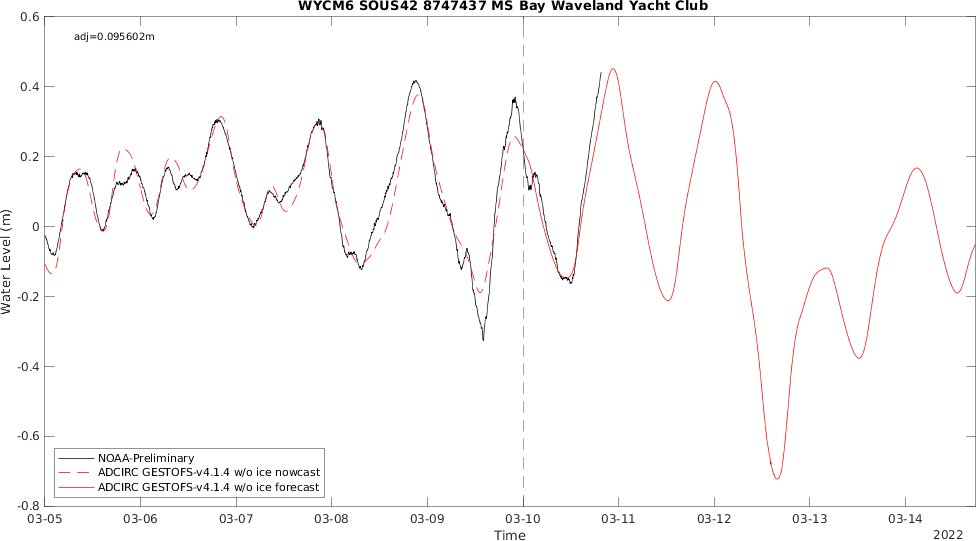 WYCM6 SOUS42 8747437 MS Bay Waveland Yacht Club
adj=0.095602m
0.6
0.4
0.2
0
-0.2
-0.4
-0.6
-0.8
Water Level (m)
NOAA-Preliminary
ADCIRC GESTOFS-v4.1.4 w/o ice nowcast
ADCIRC GESTOFS-v4.1.4 w/o ice forecast
03-05 03-06 03-07 03-08 03-09 03-10 03-11 03-12 03-13 03-14
Time
2022